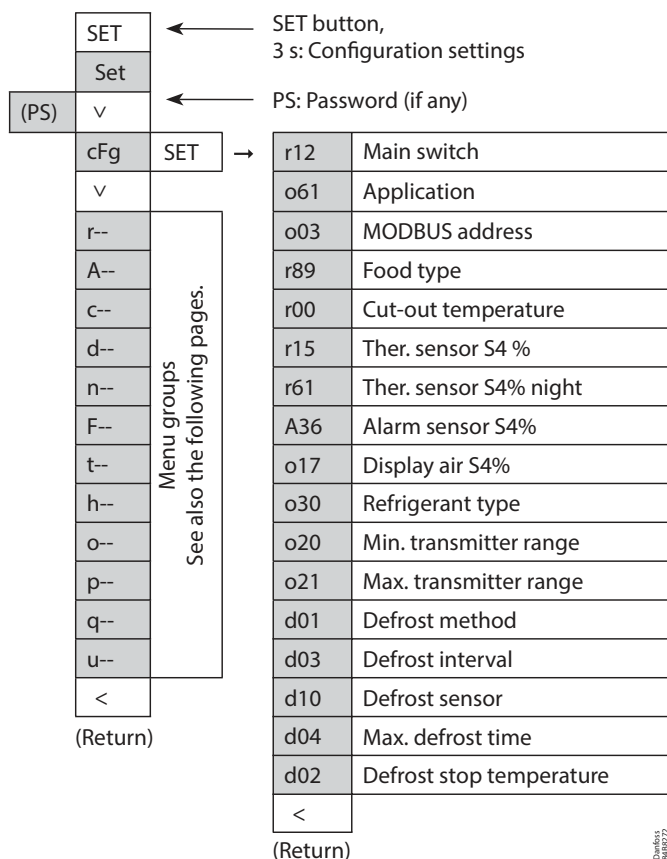 SET
SET button,
3 s: Configuration settings
Set
(PS)
˅
PS: Password (if any)
cFg
SET
˅
r--
A--
c--
d--
n--
F--
t--
h--
o--
p--
q--
u--
<
(Return)
Menu groups
See also the following pages.
r12 Main switch
o61 Application
o03 MODBUS address
r89 Food type
r00 Cut-out temperature
r15 Ther. sensor S4 %
r61 Ther. sensor S4% night
A36 Alarm sensor S4%
o17 Display air S4%
o30 Refrigerant type
o20 Min. transmitter range
o21 Max. transmitter range
d01 Defrost method
d03 Defrost interval
d10 Defrost sensor
d04 Max. defrost time
d02 Defrost stop temperature
<
(Return)
Danfoss